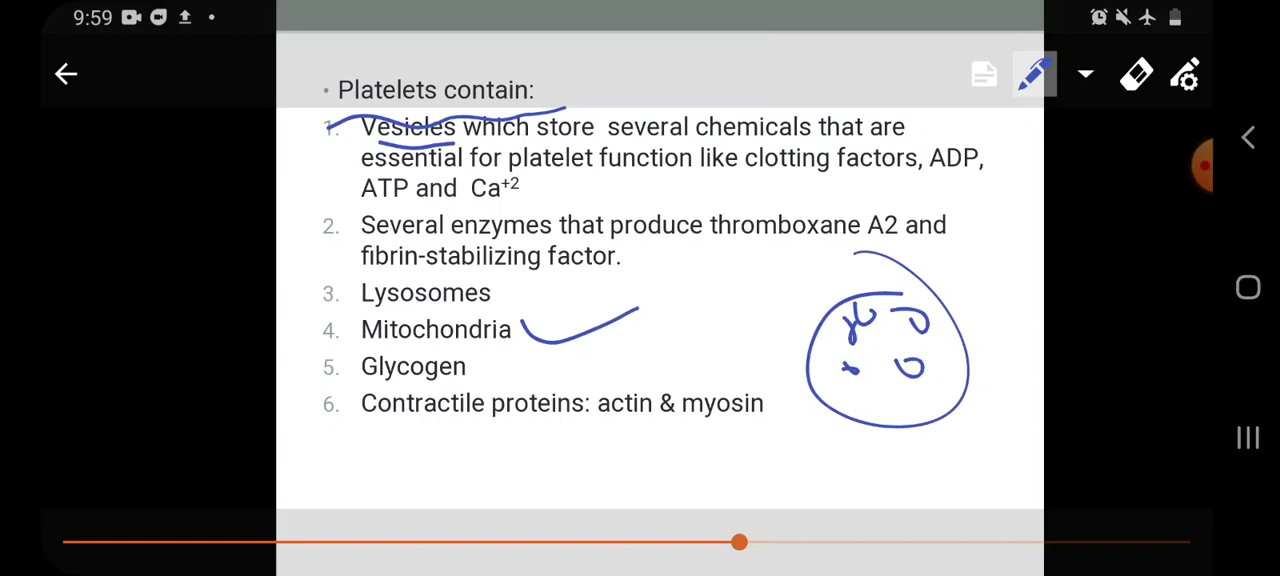 9:59
• Platelets contain:
1. Vesicles which store several chemicals that are
essential for platelet function like clotting factors, ADP,
ATP and Ca+2
2. Several enzymes that produce thromboxane A2 and
fibrin-stabilizing factor.
3. Lysosomes
4. Mitochondria
5. Glycogen
6. Contractile proteins: actin & myosin